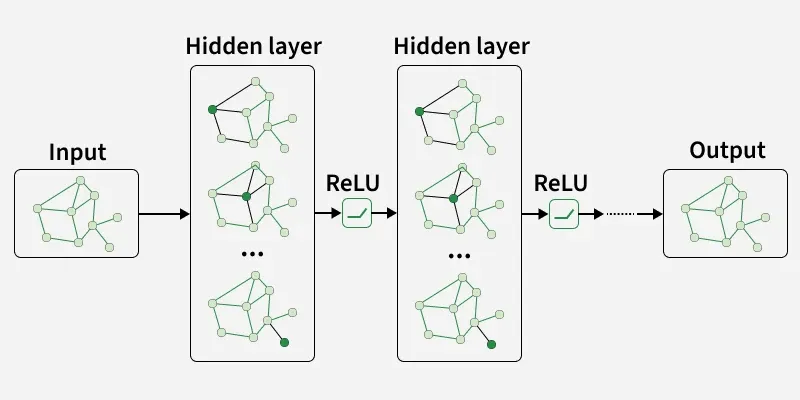 Hidden layer
Hidden layer
Input
Output
ReLU
ReLU
...
...